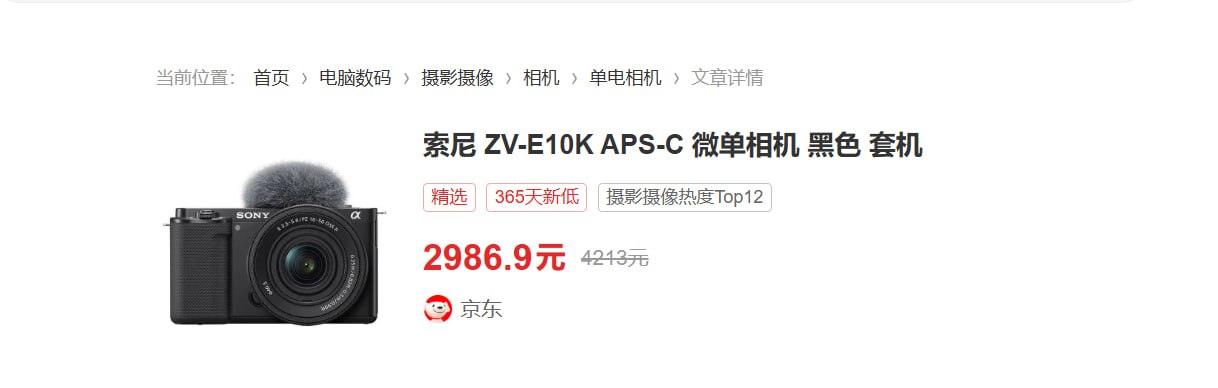 当前位置： 首页 › 电脑数码 › 摄影摄像 › 相机 › 单电相机 › 文章详情
索尼 ZV-E10K APS-C 微单相机 黑色 套机
精选 365天新低 摄影摄像热度Top12
2986.9元 4213元
京东
SONY α